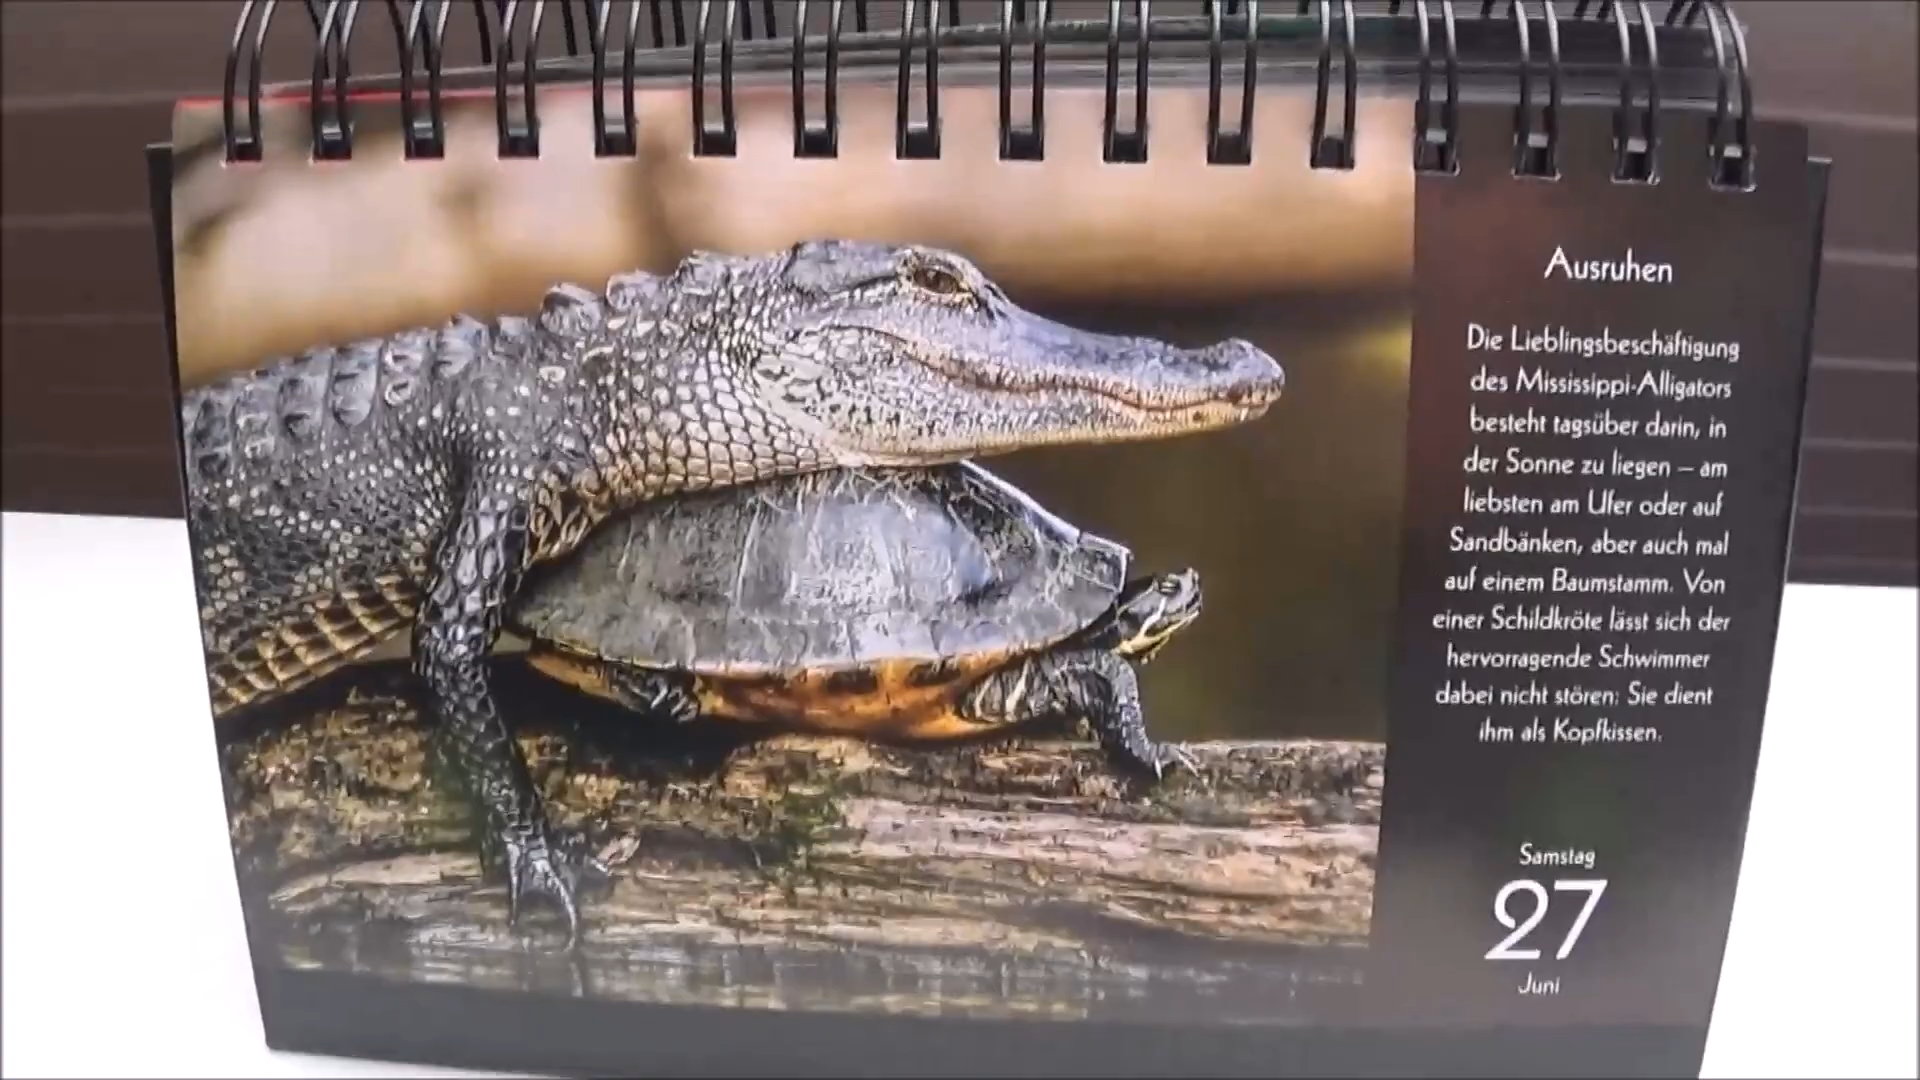 Ausruhen
Die Lieblingsbeschäftigung
des Mississippi-Alligators
besteht tagsüber darin, in
der Sonne zu liegen – am
liebsten am Ufer oder auf
Sandbänken, aber auch mal
auf einem Baumstamm. Von
einer Schildkröte lässt sich der
hervorragende Schwimmer
dabei nicht stören: Sie dient
ihm als Kopfkissen.
Samstag
27
Juni